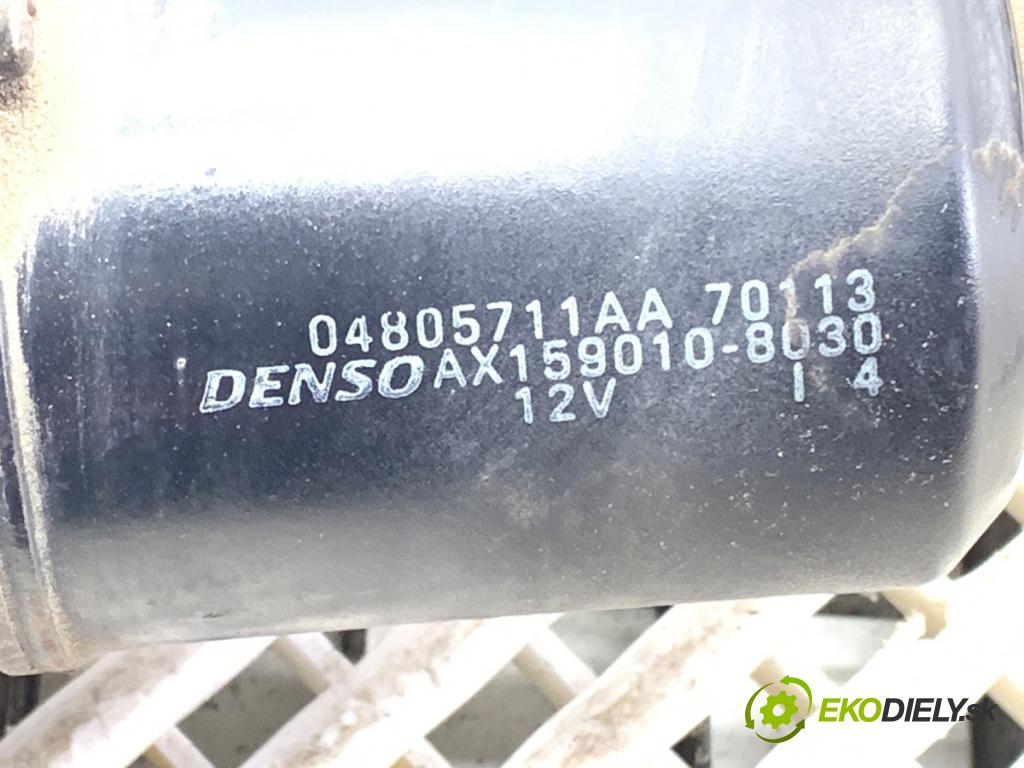 04805711AA 70113
DENSO AX159010-8030
12V I 4
EKODIELY.sk